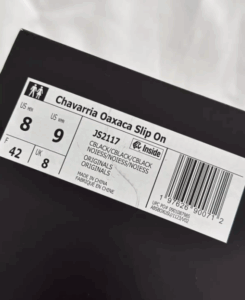 Chavarria Oaxaca Slip On
US
8
US
9
F
42
UK
8
JS2117
Inside
CBLACK/CBLACK/CBLACK
NOIESS/NOIESS/NOIESS
ORIGINALS
ORIGINALS
MADE IN CHINA
FABRIQUÉ EN CHINE